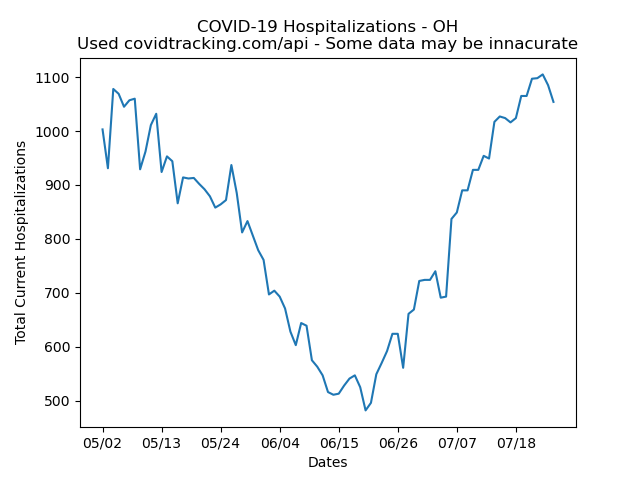 COVID-19 Hospitalizations - OH
Used covidtracking.com/api - Some data may be innacurate
Total Current Hospitalizations
1100
1000
900
800
700
600
500
05/02 05/13 05/24 06/04 06/15 06/26 07/07 07/18
Dates